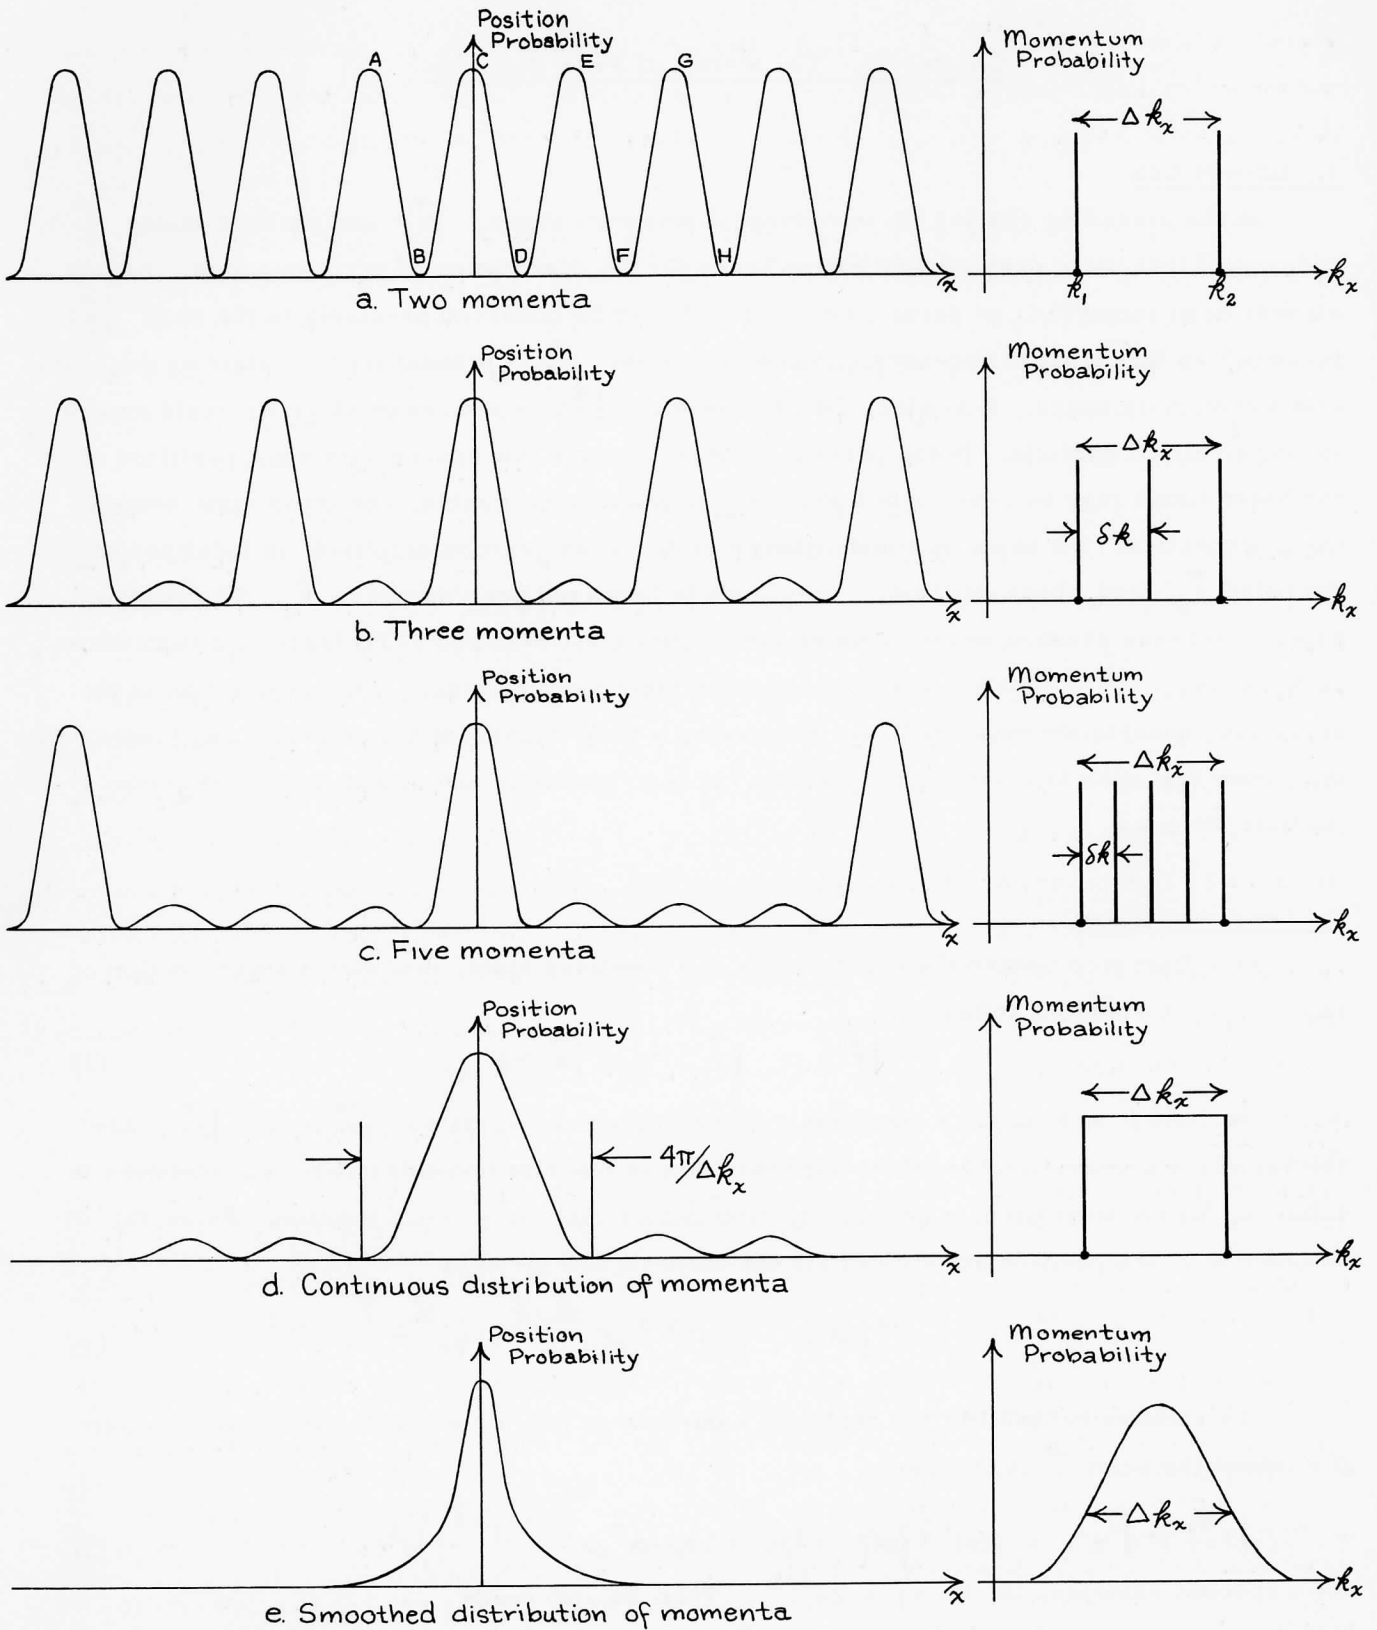 Position
Probability
A
C
E
G
B
D
F
H
x
a. Two momenta
Momentum
Probability
Δkx
k1
k2
kx
Position
Probability
x
b. Three momenta
Momentum
Probability
Δkx
δk
kx
Position
Probability
x
c. Five momenta
Momentum
Probability
Δkx
δk
kx
Position
Probability
4π/Δkx
x
d. Continuous distribution of momenta
Momentum
Probability
Δkx
kx
Position
Probability
x
e. Smoothed distribution of momenta
Momentum
Probability
Δkx
kx